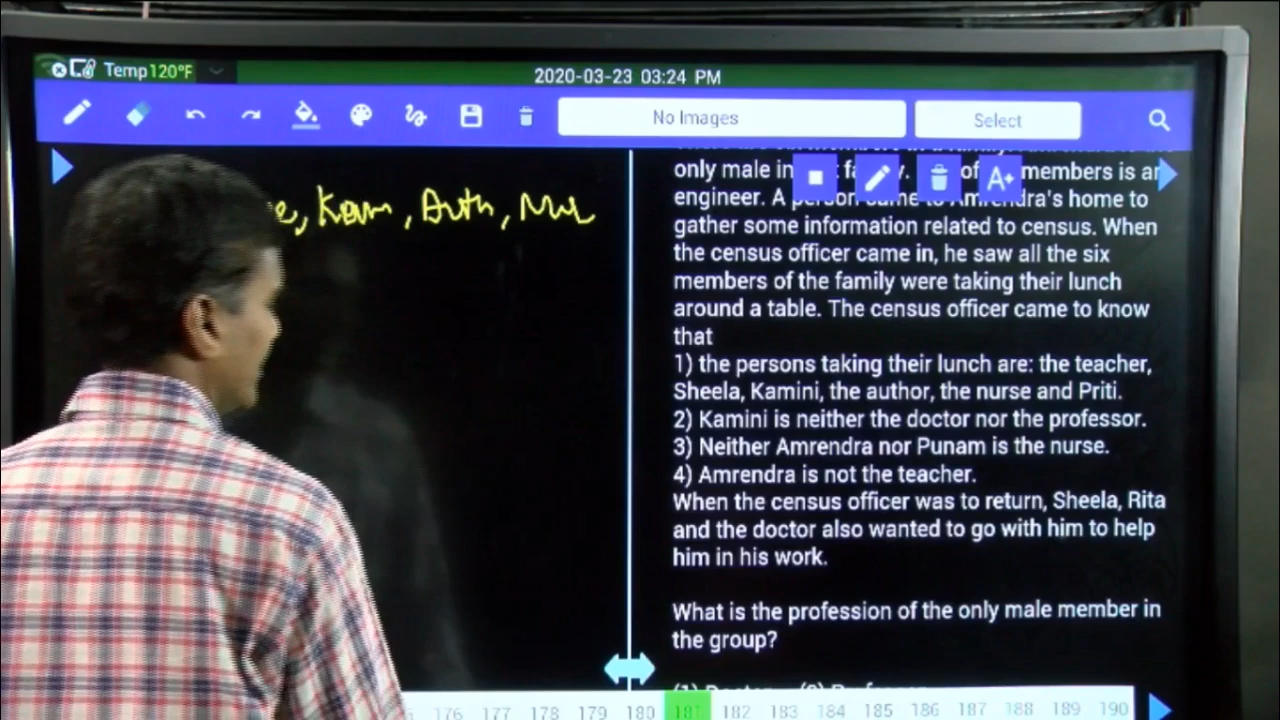 Temp 120°F
2020-03-23 03:24 PM
No Images
Select
only male in of members is an
A+
engineer. A person came to Amrendra's home to
gather some information related to census. When
the census officer came in, he saw all the six
members of the family were taking their lunch
around a table. The census officer came to know
that
1) the persons taking their lunch are: the teacher,
Sheela, Kamini, the author, the nurse and Priti.
2) Kamini is neither the doctor nor the professor.
3) Neither Amrendra nor Punam is the nurse.
4) Amrendra is not the teacher.
When the census officer was to return, Sheela, Rita
and the doctor also wanted to go with him to help
him in his work.
What is the profession of the only male member in
the group?
176 177 178 179 180 181 182 183 184 185 186 187 188 189 190